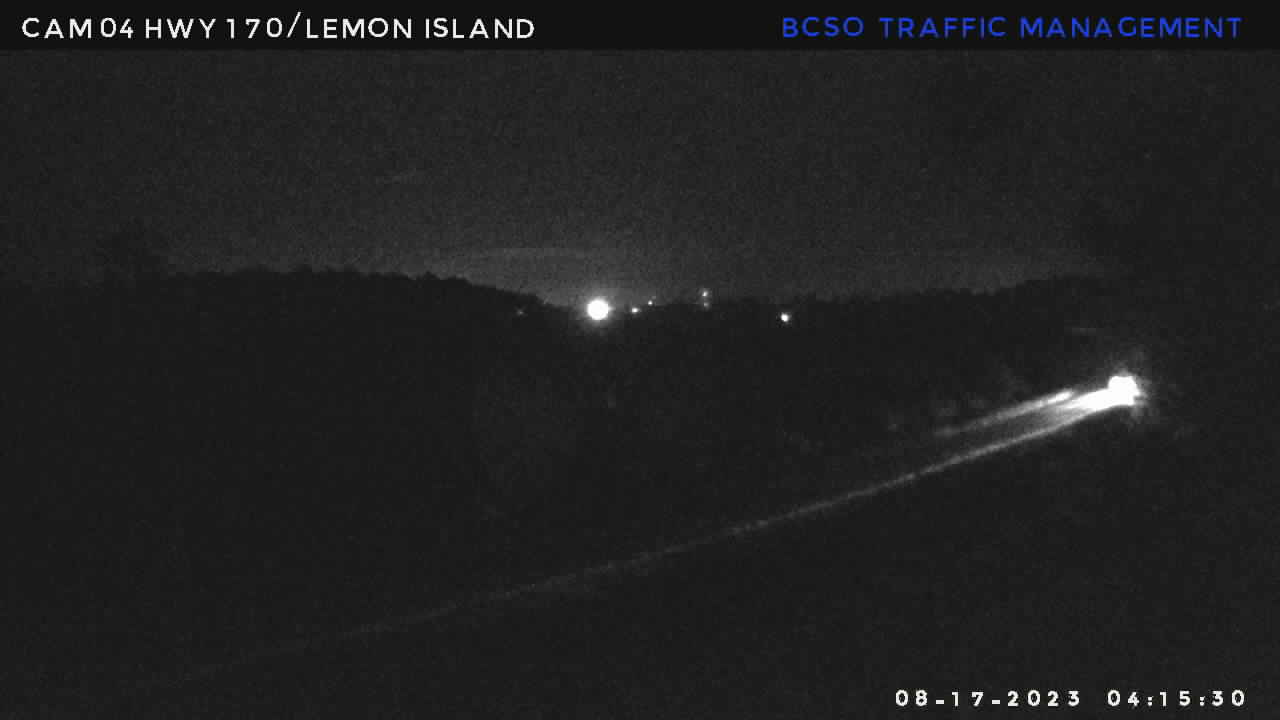 CAM04 HWY 170/LEMON ISLAND
BCSO TRAFFIC MANAGEMENT
08-17-2023 04:15:30